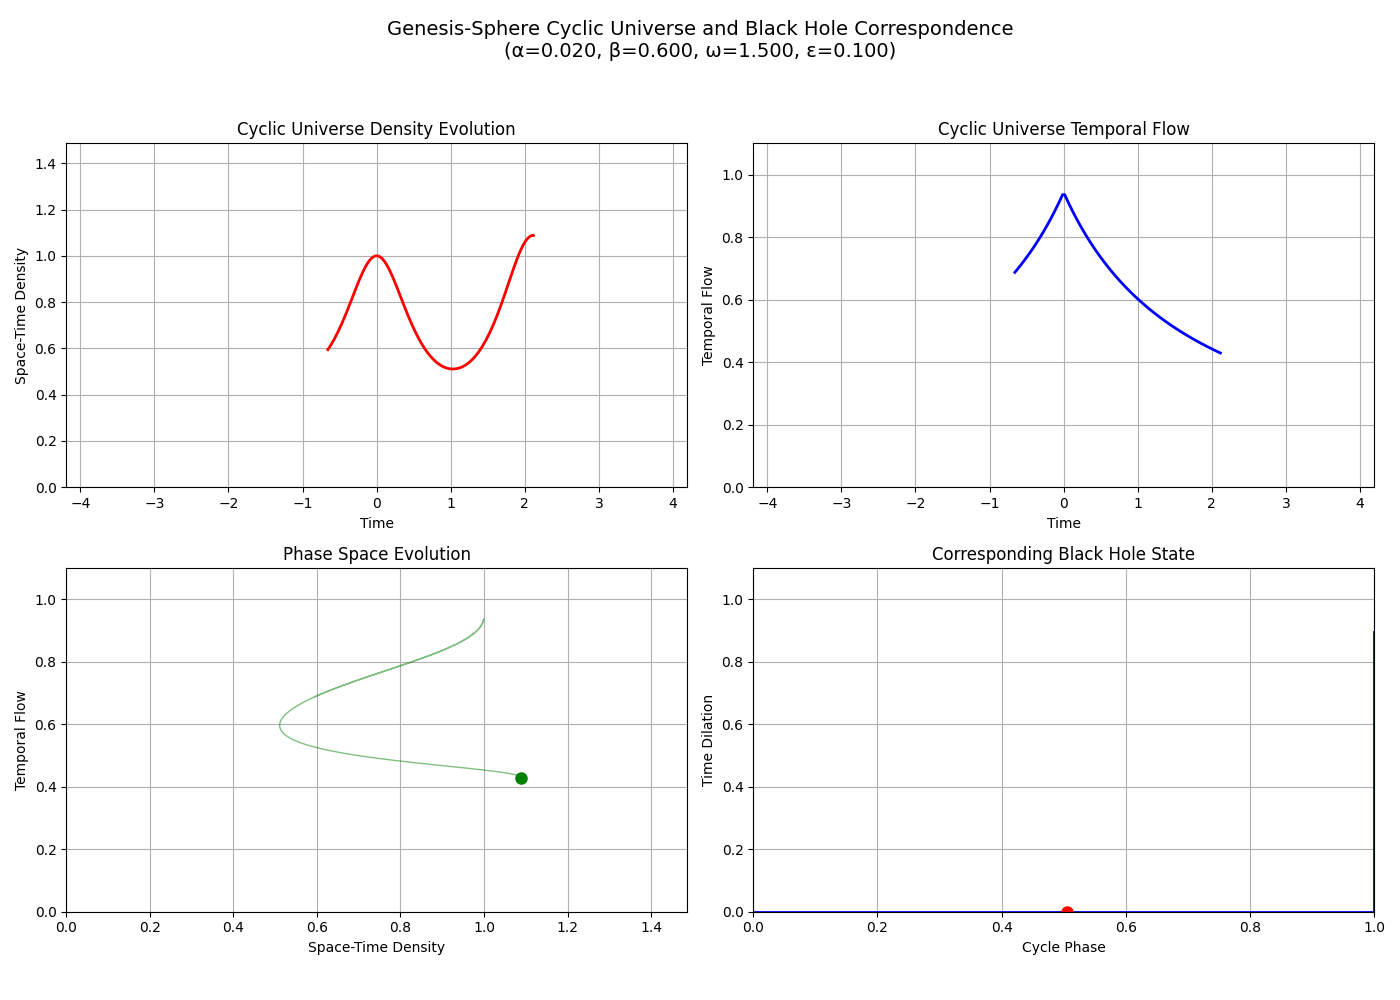 Genesis-Sphere Cyclic Universe and Black Hole Correspondence
(α=0.020, β=0.600, ω=1.500, ε=0.100)
Cyclic Universe Density Evolution
Space-Time Density
1.4
1.2
1.0
0.8
0.6
0.4
0.2
0.0
−4 −3 −2 −1 0 1 2 3 4
Time
Cyclic Universe Temporal Flow
Temporal Flow
1.0
0.8
0.6
0.4
0.2
0.0
−4 −3 −2 −1 0 1 2 3 4
Time
Phase Space Evolution
Temporal Flow
1.0
0.8
0.6
0.4
0.2
0.0
0.0 0.2 0.4 0.6 0.8 1.0 1.2 1.4
Space-Time Density
Corresponding Black Hole State
Time Dilation
1.0
0.8
0.6
0.4
0.2
0.0
0.0 0.2 0.4 0.6 0.8 1.0
Cycle Phase